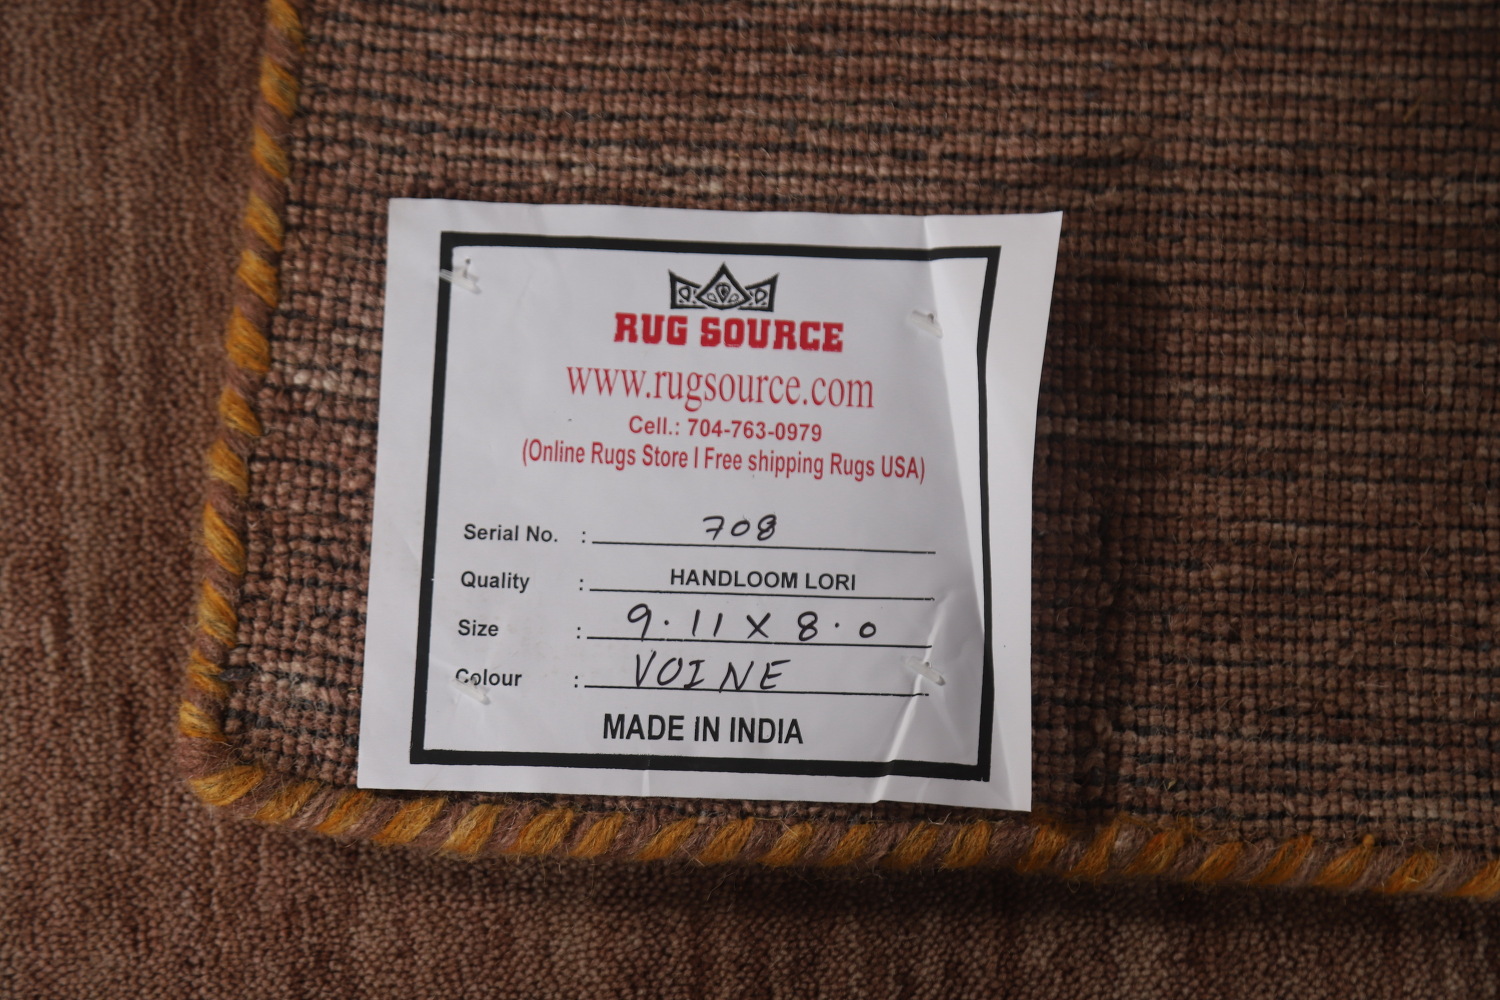 RUG SOURCE
www.rugsource.com
Cell.: 704-763-0979
(Online Rugs Store I Free shipping Rugs USA)
Serial No. : 708
Quality : HANDLOOM LORI
Size : 9.11 X 8.0
Colour : VOINE
MADE IN INDIA